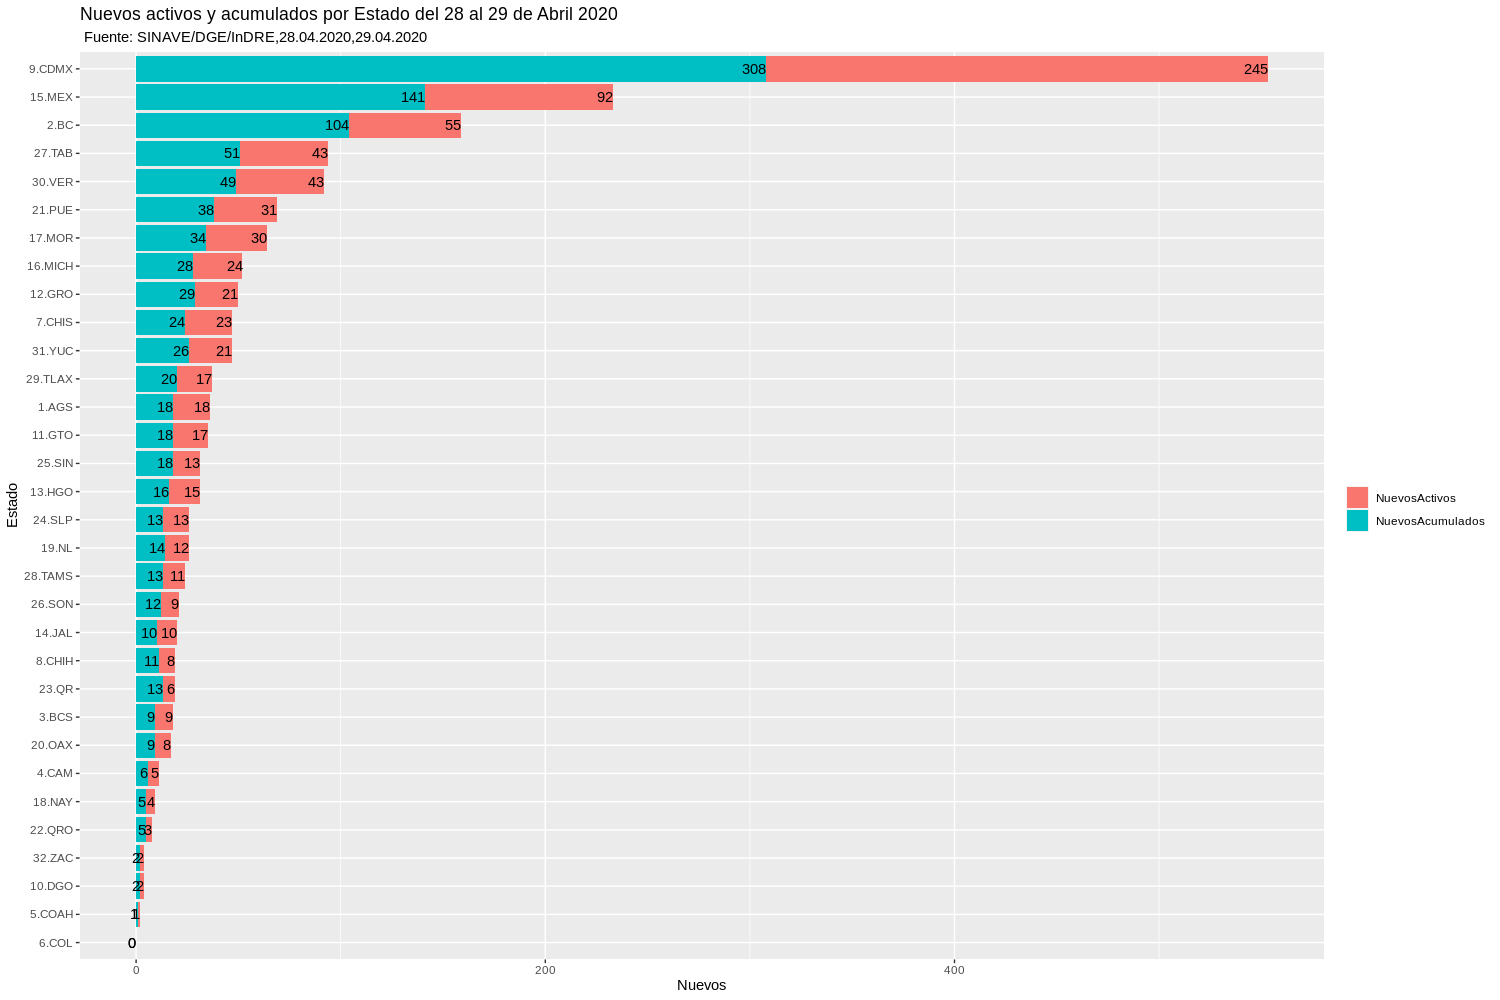 Nuevos activos y acumulados por Estado del 28 al 29 de Abril 2020
Fuente: SINAVE/DGE/InDRE,28.04.2020,29.04.2020
Estado
9.CDMX 308 245
15.MEX 141 92
2.BC 104 55
27.TAB 51 43
30.VER 49 43
21.PUE 38 31
17.MOR 34 30
16.MICH 28 24
12.GRO 29 21
7.CHIS 24 23
31.YUC 26 21
29.TLAX 20 17
1.AGS 18 18
11.GTO 18 17
25.SIN 18 13
13.HGO 16 15
24.SLP 13 13
19.NL 14 12
28.TAMS 13 11
26.SON 12 9
14.JAL 10 10
8.CHIH 11 8
23.QR 13 6
3.BCS 9 9
20.OAX 9 8
4.CAM 6 5
18.NAY 5 4
22.QRO 5 3
32.ZAC 2 2
10.DGO 2 2
5.COAH 1 1
6.COL 0
0 200 400
Nuevos
NuevosActivos
NuevosAcumulados